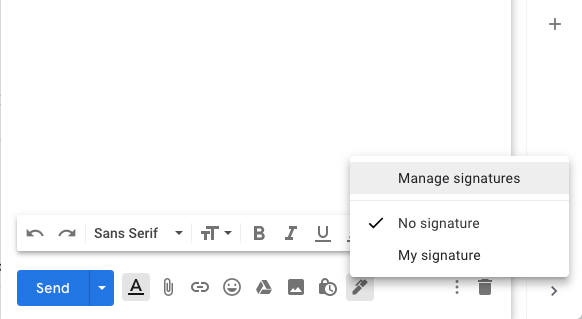 Manage signatures
No signature
My signature
Sans Serif
B I U
Send
A